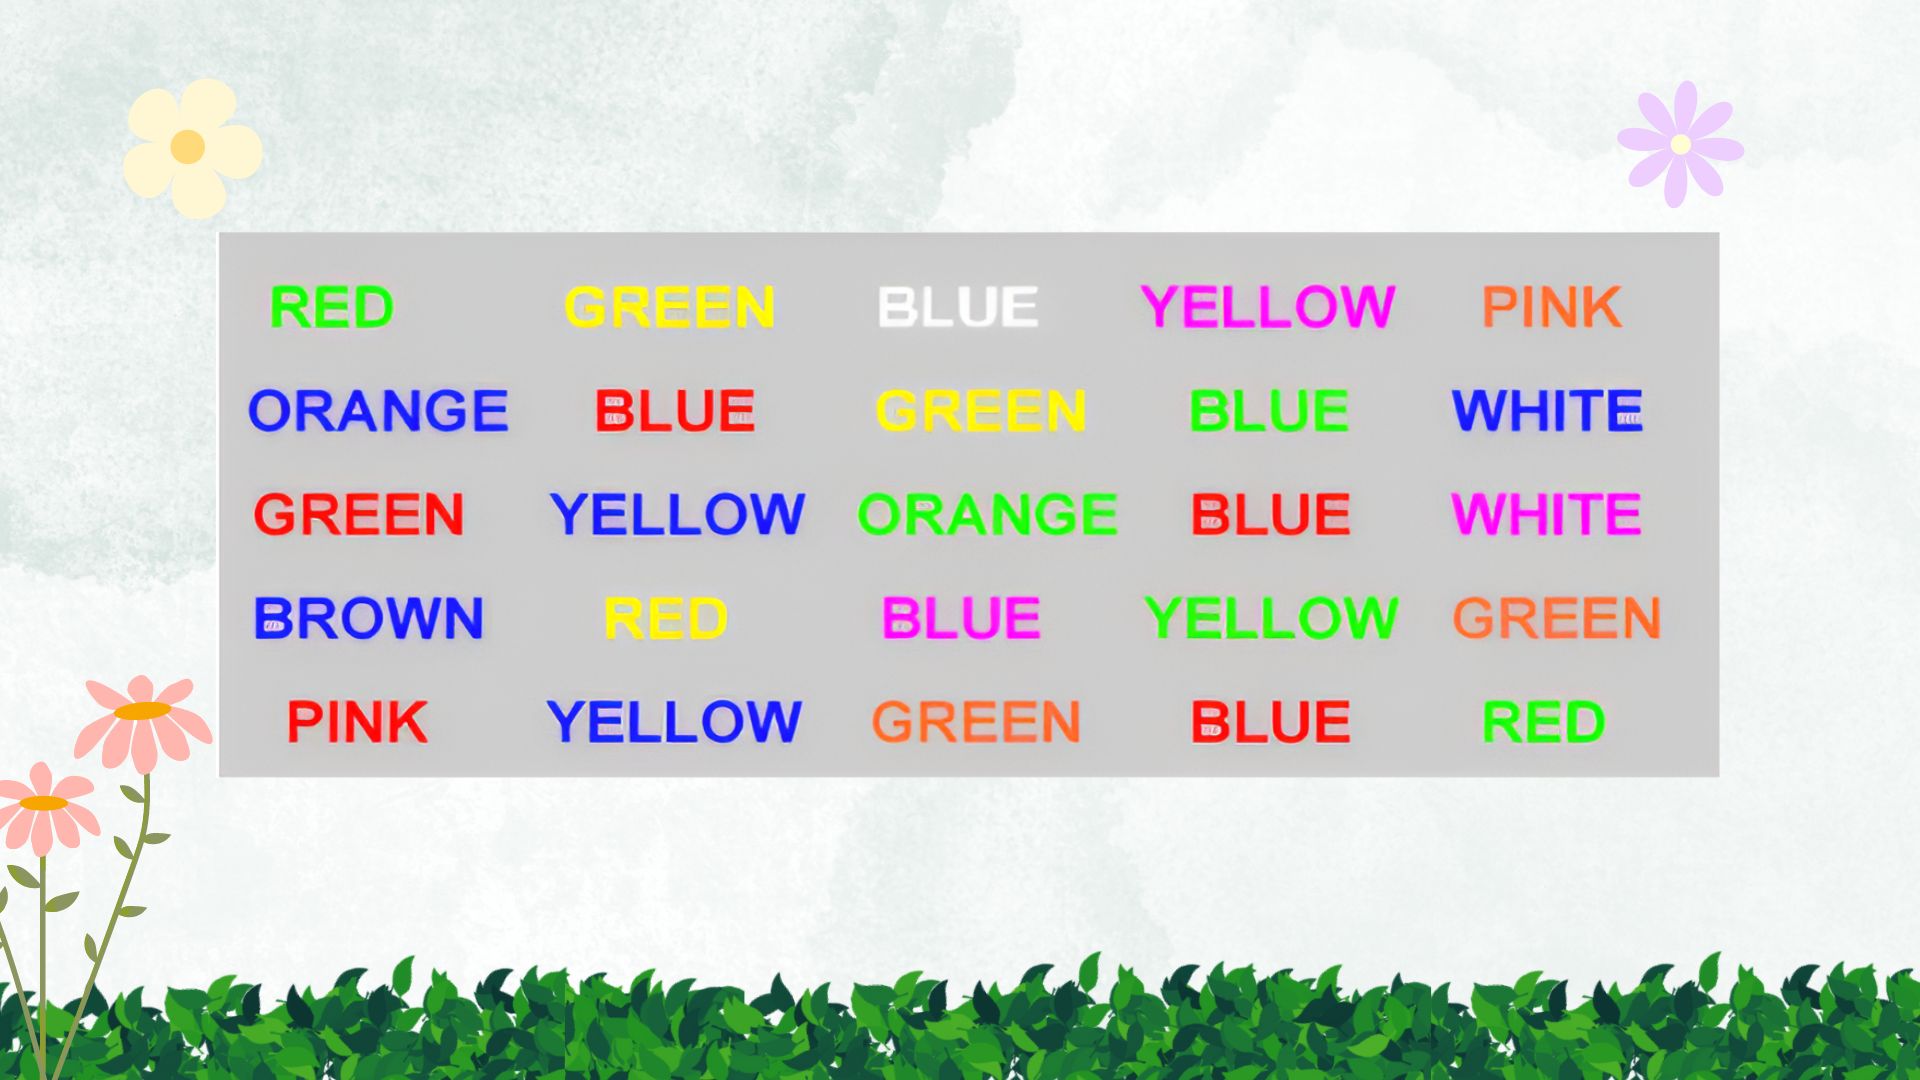 RED GREEN BLUE YELLOW PINK
ORANGE BLUE GREEN BLUE WHITE
GREEN YELLOW ORANGE BLUE WHITE
BROWN RED BLUE YELLOW GREEN
PINK YELLOW GREEN BLUE RED